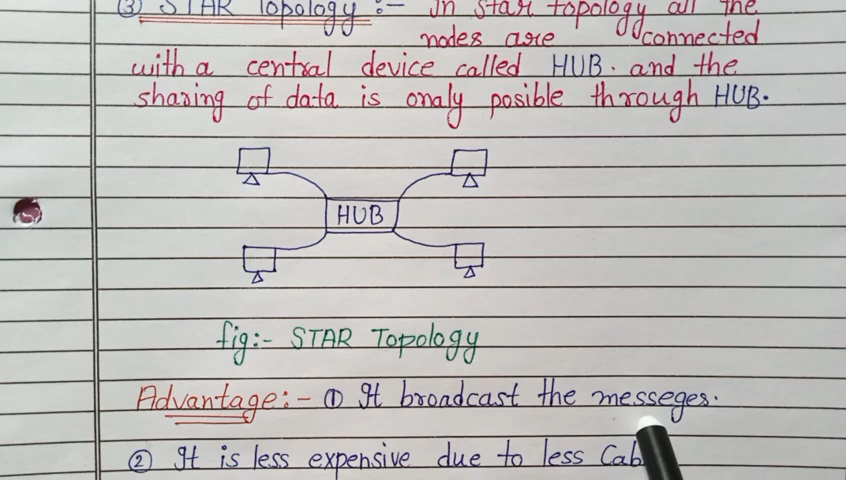 ③ STAR Topology :- In star topology all the
nodes are connected
with a central device called HUB. and the
sharing of data is onaly posible through HUB.
HUB
fig:- STAR Topology
Advantage:- ① It broadcast the messeges.
② It is less expensive due to less Cab